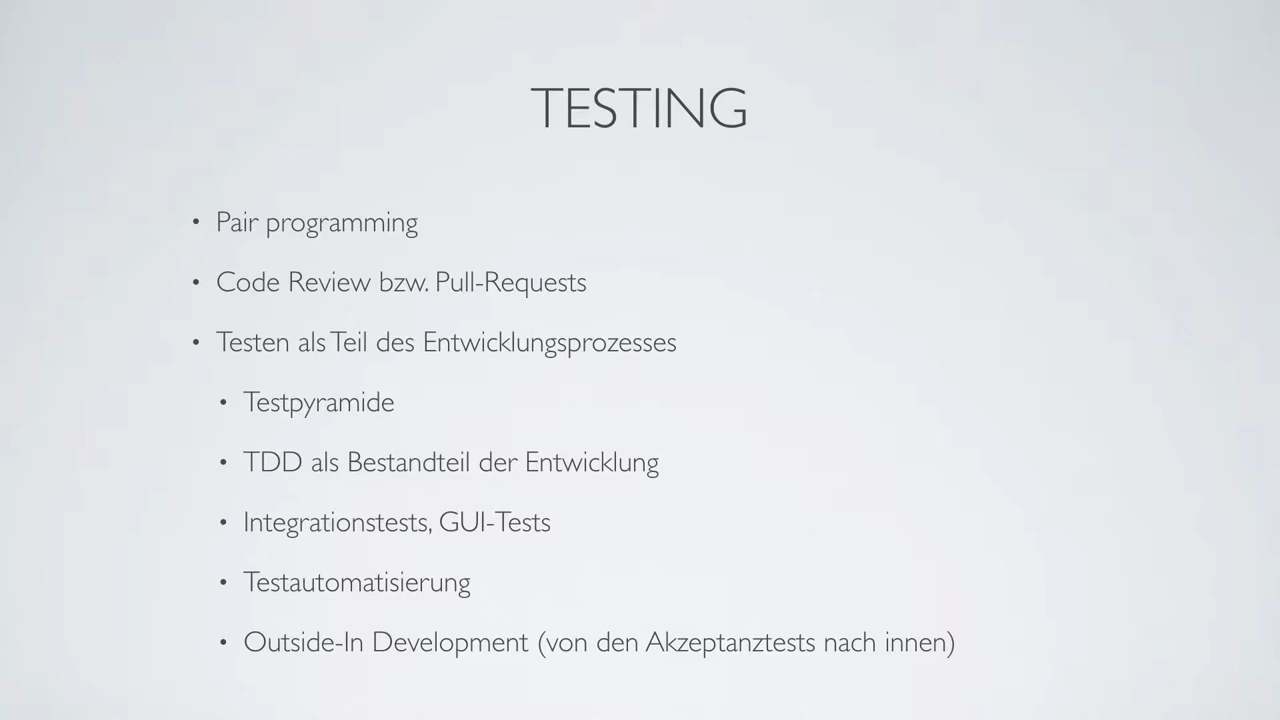 TESTING
• Pair programming
• Code Review bzw. Pull-Requests
• Testen als Teil des Entwicklungsprozesses
• Testpyramide
• TDD als Bestandteil der Entwicklung
• Integrationstests, GUI-Tests
• Testautomatisierung
• Outside-In Development (von den Akzeptanztests nach innen)